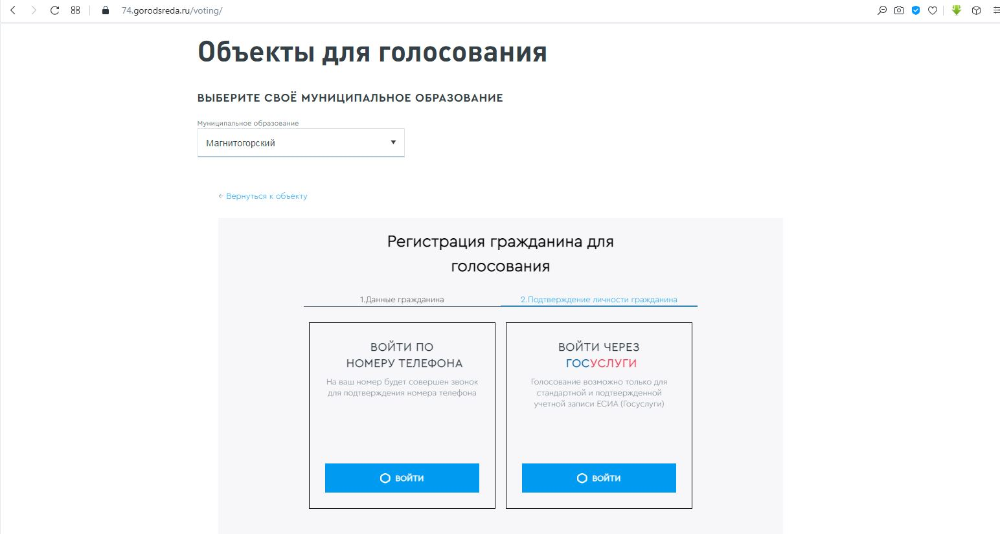 74.gorodsreda.ru/voting/
Объекты для голосования
ВЫБЕРИТЕ СВОЁ МУНИЦИПАЛЬНОЕ ОБРАЗОВАНИЕ
Муниципальное образование
Магнитогорский
← Вернуться к объекту
Регистрация гражданина для
голосования
1.Данные гражданина
2.Подтверждение личности гражданина
ВОЙТИ ПО
НОМЕРУ ТЕЛЕФОНА
На ваш номер будет совершен звонок
для подтверждения номера телефона
ВОЙТИ
ВОЙТИ ЧЕРЕЗ
ГОСУСЛУГИ
Голосование возможно только для
стандартной и подтвержденной
учетной записи ЕСИА (Госуслуги)
ВОЙТИ